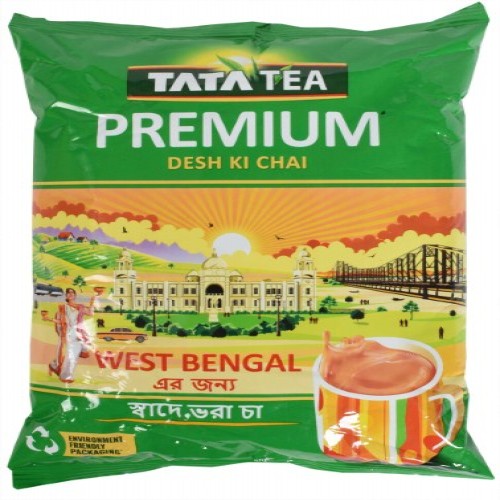 TATA TEA
PREMIUM
DESH KI CHAI
WEST BENGAL
এর জন্য
স্বাদে ভরা চা
ENVIRONMENT
FRIENDLY
PACKAGING